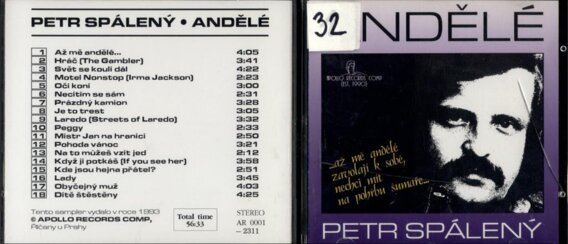 PETR SPÁLENÝ • ANDĚLÉ
1 Až mě andělé... 4:05
2 Hráč (The Gambler) 3:41
3 Svět se koulí dál 4:22
4 Motel Nonstop (Irma Jackson) 2:23
5 Oči koní 3:00
6 Necítím se sám 2:31
7 Prázdný kamion 3:28
8 Je to trest 3:05
9 Laredo (Streets of Laredo) 3:32
10 Peggy 2:33
11 Mistr Jan na hranici 2:50
12 Pohoda vánoc 3:21
13 Na to můžeš vzít jed 2:12
14 Když ji potkáš (If you see her) 3:58
15 Kde jsou hejna přátel? 2:51
16 Lady 3:45
17 Obyčejný muž 4:03
18 Dítě štěstěny 4:25
Tento sampler vydalo v roce 1993
© APOLLO RECORDS COMP,
Říčany u Prahy
Total time
56:33
STEREO
AR 0001
- 2311
32
NDĚLÉ
APOLLO RECORDS COMP
(EST. 1990)
...až mě andělé
zavolají k sobě,
nechci mít
na pohřbu sumáře...
PETR SPÁLENÝ